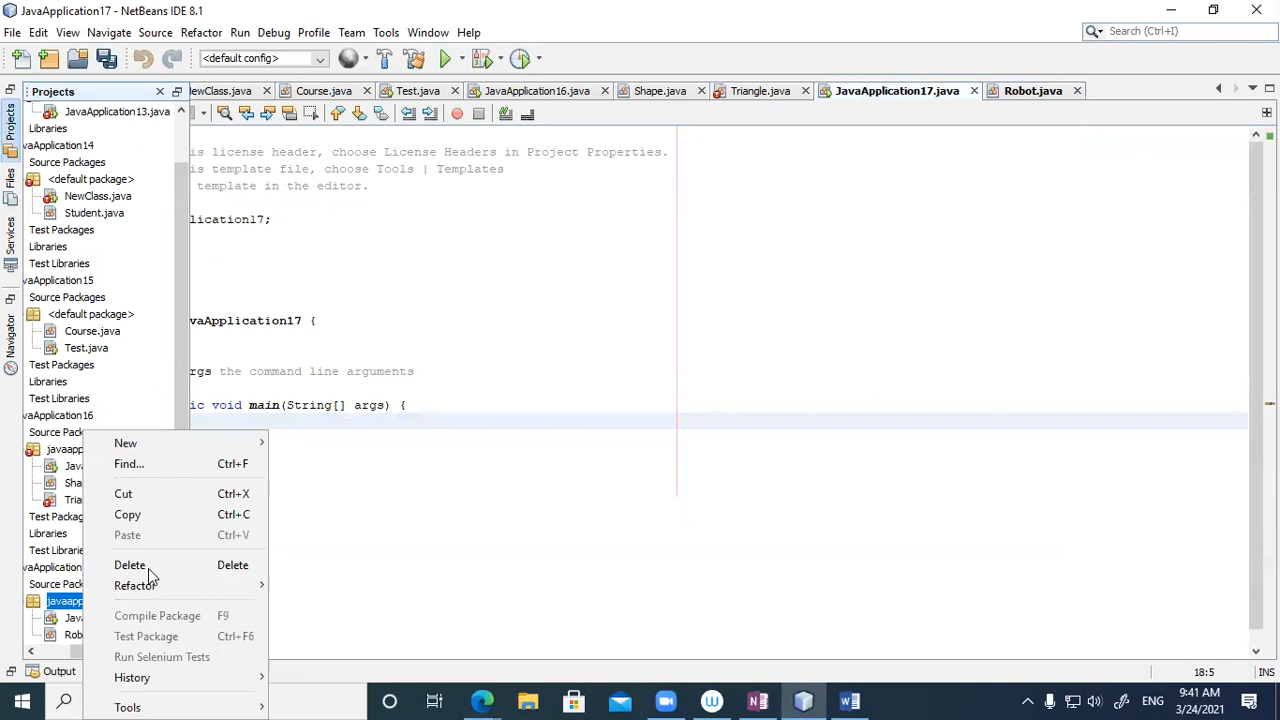 JavaApplication17 - NetBeans IDE 8.1
File Edit View Navigate Source Refactor Run Debug Profile Team Tools Window Help
Search (Ctrl+I)
<default config>
Projects
ewClass.java Course.java Test.java JavaApplication16.java Shape.java Triangle.java JavaApplication17.java Robot.java
Projects
Files
Services
Navigator
JavaApplication13.java
Libraries
vaApplication14
Source Packages
<default package>
NewClass.java
Student.java
Test Packages
Libraries
Test Libraries
vaApplication15
Source Packages
<default package>
Course.java
Test.java
Test Packages
Libraries
Test Libraries
vaApplication16
Source Pack
javaapp
Java
Sha
Tria
Test Packag
Libraries
Test Librarie
vaApplication
Source Pack
javaapp
Java
Rob
is license header, choose License Headers in Project Properties.
is template file, choose Tools | Templates
template in the editor.
lication17;
vaApplication17 {
rgs the command line arguments
ic void main(String[] args) {
New
Find... Ctrl+F
Cut Ctrl+X
Copy Ctrl+C
Paste Ctrl+V
Delete Delete
Refactor
Compile Package F9
Test Package Ctrl+F6
Run Selenium Tests
History
Tools
Output
18:5 INS
ENG
9:41 AM
3/24/2021